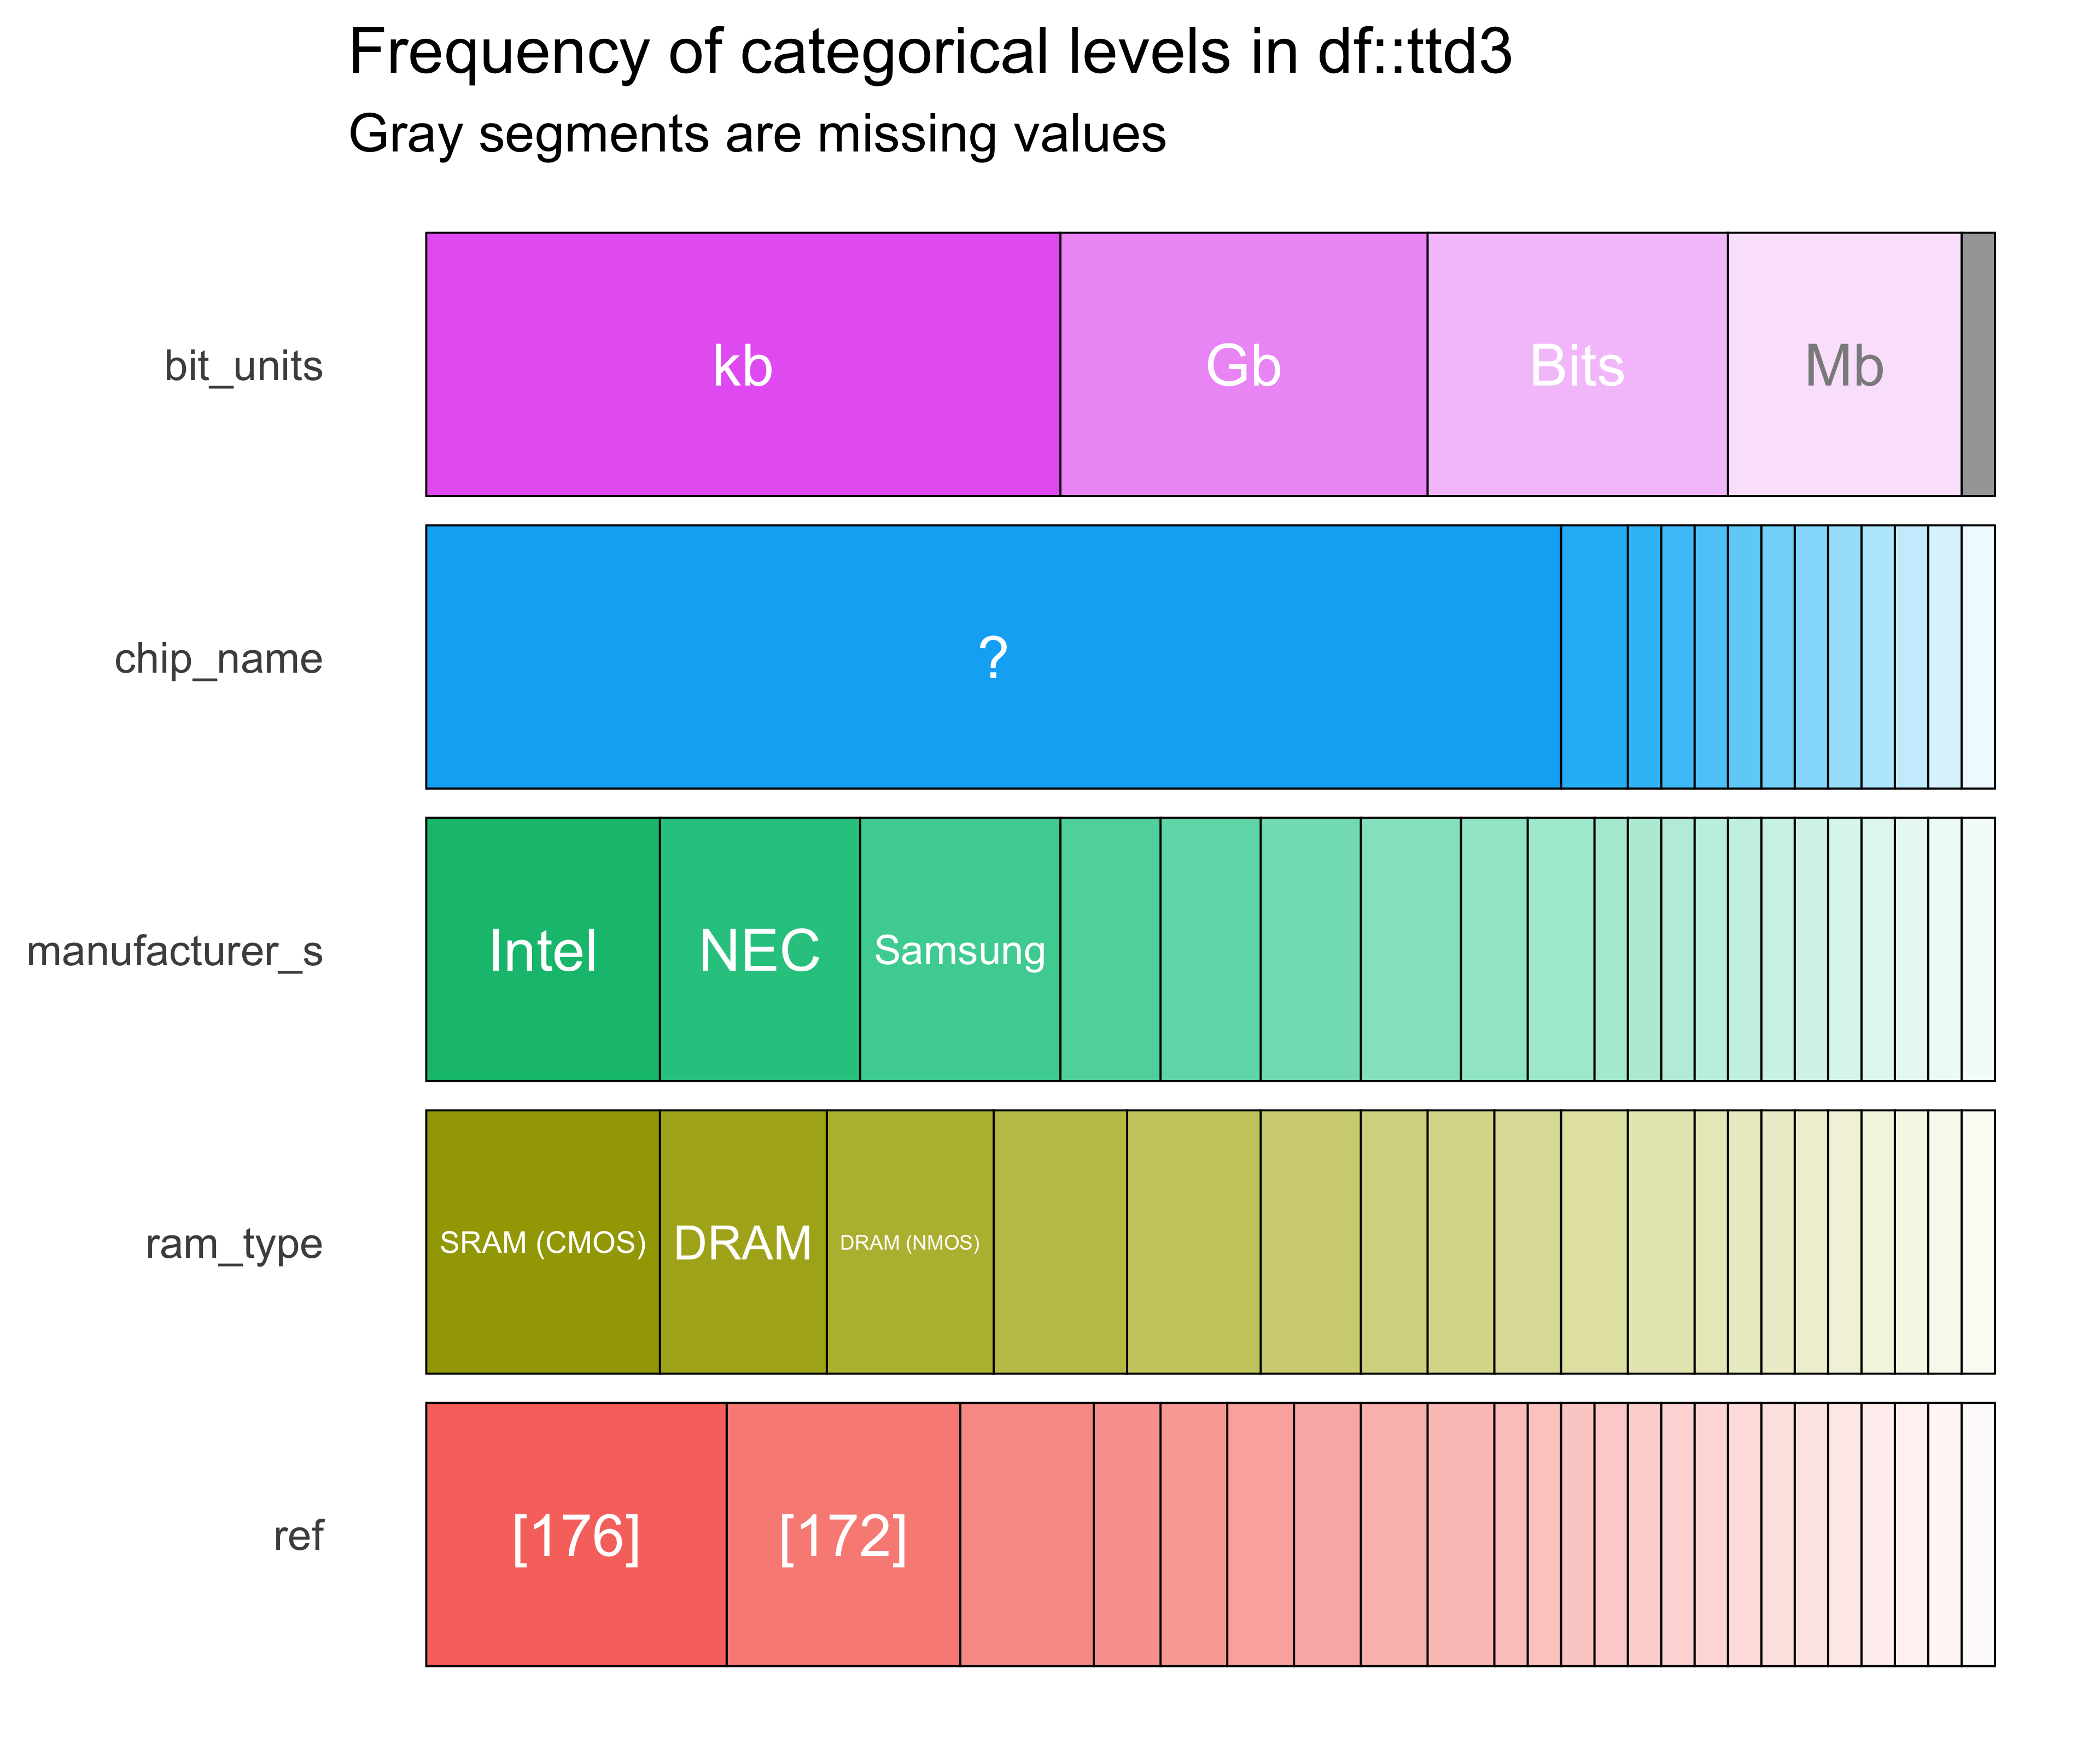 Frequency of categorical levels in df::ttd3
Gray segments are missing values
bit_units
kb
Gb
Bits
Mb
chip_name
?
manufacturer_s
Intel
NEC
Samsung
ram_type
SRAM (CMOS)
DRAM
DRAM (NMOS)
ref
[176]
[172]